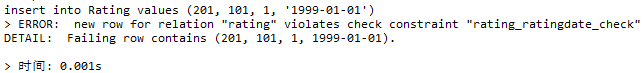 insert into Rating values (201, 101, 1, '1999-01-01')
> ERROR:  new row for relation "rating" violates check constraint "rating_ratingdate_check"
DETAIL:  Failing row contains (201, 101, 1, 1999-01-01).
> 时间: 0.001s